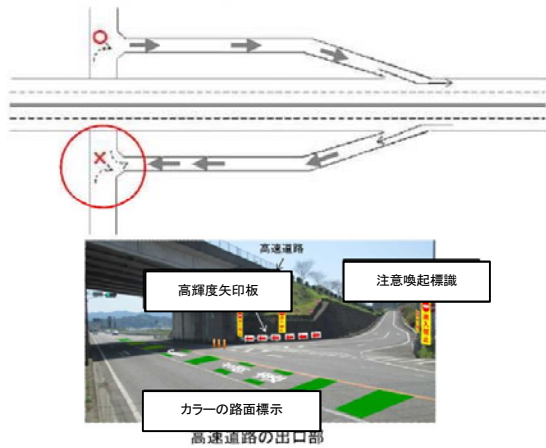 高速道路
高輝度矢印板
注意喚起標識
カラーの路面標示
高速道路の出口部